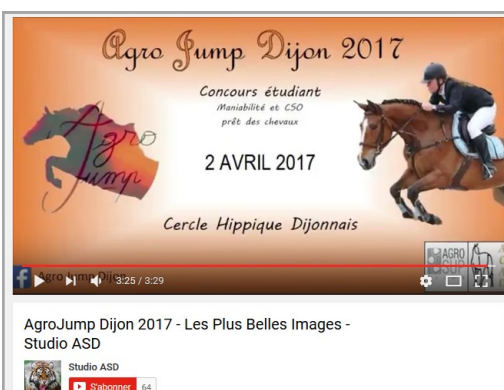 Agro Jump Dijon 2017
Concours étudiant
Maniabilité et CSO
prêt des chevaux
Agro
Jump
2 AVRIL 2017
Cercle Hippique Dijonnais
AGRO
SUP
f Agro Jump Dijon
3:25 / 3:29
AgroJump Dijon 2017 - Les Plus Belles Images -
Studio ASD
Studio ASD
S'abonner 64